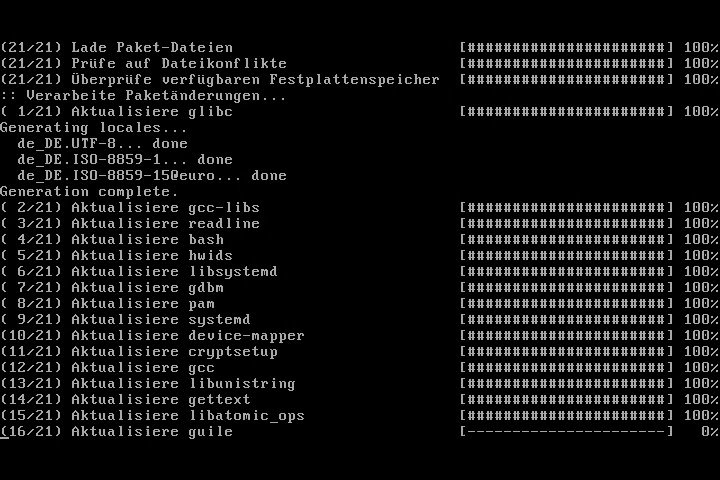 (21/21) Lade Paket-Dateien [######################] 100%
(21/21) Prüfe auf Dateikonflikte [######################] 100%
(21/21) Überprüfe verfügbaren Festplattenspeicher [######################] 100%
:: Verarbeite Paketänderungen...
( 1/21) Aktualisiere glibc [######################] 100%
Generating locales...
  de_DE.UTF-8... done
  de_DE.ISO-8859-1... done
  de_DE.ISO-8859-15@euro... done
Generation complete.
( 2/21) Aktualisiere gcc-libs [######################] 100%
( 3/21) Aktualisiere readline [######################] 100%
( 4/21) Aktualisiere bash [######################] 100%
( 5/21) Aktualisiere hwids [######################] 100%
( 6/21) Aktualisiere libsystemd [######################] 100%
( 7/21) Aktualisiere gdbm [######################] 100%
( 8/21) Aktualisiere pam [######################] 100%
( 9/21) Aktualisiere systemd [######################] 100%
(10/21) Aktualisiere device-mapper [######################] 100%
(11/21) Aktualisiere cryptsetup [######################] 100%
(12/21) Aktualisiere gcc [######################] 100%
(13/21) Aktualisiere libunistring [######################] 100%
(14/21) Aktualisiere gettext [######################] 100%
(15/21) Aktualisiere libatomic_ops [######################] 100%
(16/21) Aktualisiere guile [----------------------] 0%